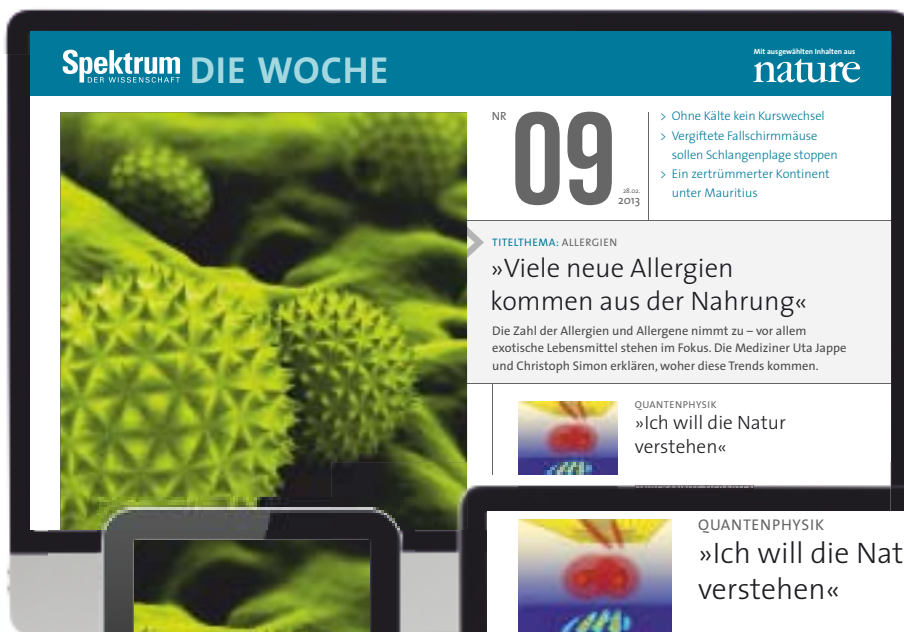 Spektrum
DER WISSENSCHAFT
DIE WOCHE
Mit ausgewählten Inhalten aus
nature
NR
09
28.02.
2013
> Ohne Kälte kein Kurswechsel
> Vergiftete Fallschirmmäuse
sollen Schlangenplage stoppen
> Ein zertrümmerter Kontinent
unter Mauritius
TITELTHEMA: ALLERGIEN
»Viele neue Allergien
kommen aus der Nahrung«
Die Zahl der Allergien und Allergene nimmt zu – vor allem
exotische Lebensmittel stehen im Fokus. Die Mediziner Uta Jappe
und Christoph Simon erklären, woher diese Trends kommen.
QUANTENPHYSIK
»Ich will die Natur
verstehen«
QUANTENPHYSIK
»Ich will die Nat
verstehen«